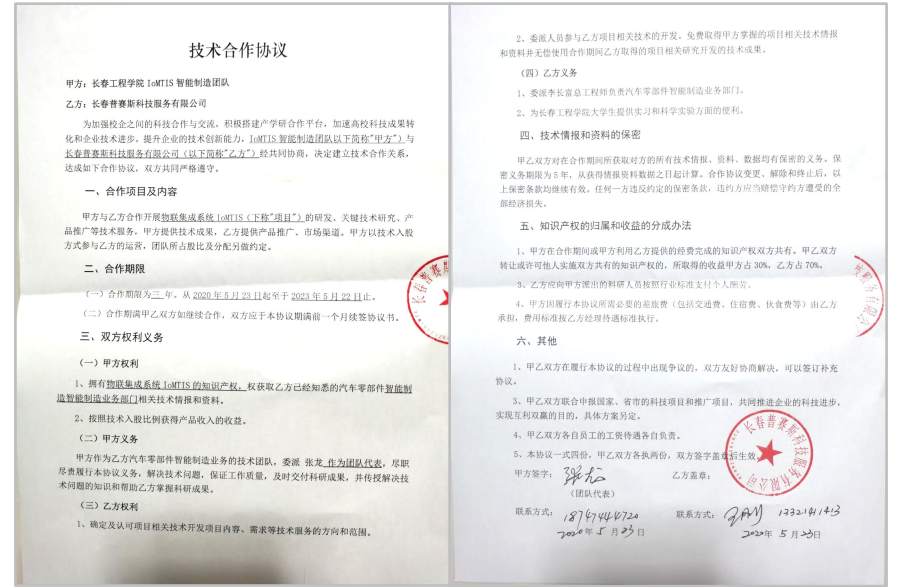 技术合作协议
甲方：长春工程学院 IoMTIS 智能制造团队
乙方：长春普赛斯科技服务有限公司
为加强校企之间的科技合作与交流，积极搭建产学研合作平台，加速高校科技成果转
化和企业技术进步，提升企业的技术创新能力，IoMTIS 智能制造团队以下简称"甲方"）与
长春普赛斯科技服务有限公司（以下简称"乙方"）经共同协商，决定建立技术合作关系，
达成如下合作协议，双方共同严格遵守。
一、合作项目及内容
甲方与乙方合作开展物联集成系统 IoMTIS（下称"项目"）的研发、关键技术研究、产
品推广等技术服务，甲方提供技术成果，乙方提供产品推广、市场渠道。甲方以技术入股
方式参与乙方的运营，团队所占股比及分配另做约定。
二、合作期限
（一）合作期限为三 年。从 2020 年 5 月 23 日起至于 2023 年 5 月 22 日止。
（二）合作期满甲乙双方如继续合作，双方应于本协议期满前一个月续签协议书。
三、双方权利义务
（一）甲方权利
1、拥有物联集成系统 IoMTIS 的知识产权，权获取乙方已经知悉的汽车零部件智能制
造智能制造业务部门相关技术情报和资料。
2、按照技术入股比例获得产品收入的收益。
（二）甲方义务
甲方作为乙方汽车零部件智能制造业务的技术团队，委派 张龙 作为团队代表，尽职
尽责履行本协议义务，解决技术问题，保证工作质量，及时交付科研成果，并传授解决技
术问题的知识和帮助乙方掌握科研成果。
（三）乙方权利
1、确定及认可项目相关技术开发项目内容、需求等技术服务的方向和范围。
长春普赛斯
2、委派人员参与乙方项目相关技术的开发。免费取得甲方掌握的项目相关技术情报
和资料并无偿使用合作期间乙方取得的项目相关研究开发的技术成果。
（四）乙方义务
1、委派李长富总工程师负责汽车零部件智能制造业务部门。
2、为长春工程学院大学生提供实习和科学实验方面的便利。
四、技术情报和资料的保密
甲乙双方对在合作期间所获取对方的所有技术情报、资料、数据均有保密的义务。保
密义务期限为 5 年，从获得情报资料数据之日起计算。合作协议变更、解除和终止后，以
上保密条款均继续有效。任何一方违反约定的保密条款，违约方应当赔偿守约方遭受的全
部经济损失。
五、知识产权的归属和收益的分成办法
1、甲方在合作期间或甲方利用乙方提供的经费完成的知识产权双方共有。甲乙双方
转让或许可他人实施双方共有的知识产权的，所取得的收益甲方占 30%，乙方占 70%。
3、乙方应向甲方派出的科研人员按照行业标准支付个人酬劳。
4、甲方因履行本协议所需必要的差旅费（包括交通费、住宿费、伙食费等）由乙方
承担，费用标准按乙方经理待遇标准执行。
服务有限公司
六、其他
1、甲乙双方在履行本协议的过程中出现争议的，双方友好协商解决，可以签订补充
协议。
3、甲乙双方联合申报国家、省市的科技项目和推广项目，共同推进企业的科技进步，
实现互利双赢的目的，具体方案另定。
4、甲乙双方各自员工的工资待遇各自负责。
5、本协议一式四份，甲乙双方各执两份，双方签字盖章后生效。
甲方签字： 张龙 乙方盖章：
长春普赛斯科技服务有限公司
（团队代表）
联系方式： 18747444720 联系方式： 13321411413
2020 年 5 月 23 日 2020年 5 月 23日